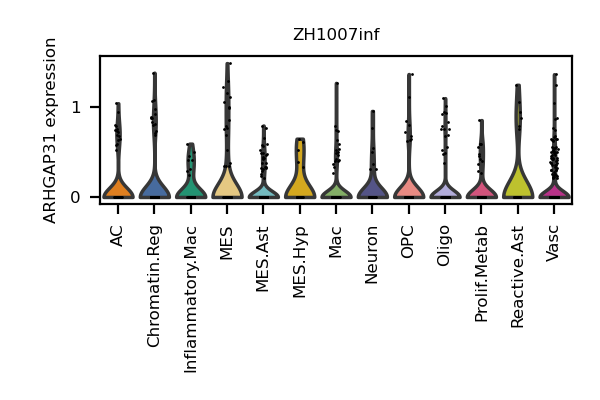 ZH1007inf
ARHGAP31 expression
1
0
AC
Chromatin.Reg
Inflammatory.Mac
MES
MES.Ast
MES.Hyp
Mac
Neuron
OPC
Oligo
Prolif.Metab
Reactive.Ast
Vasc